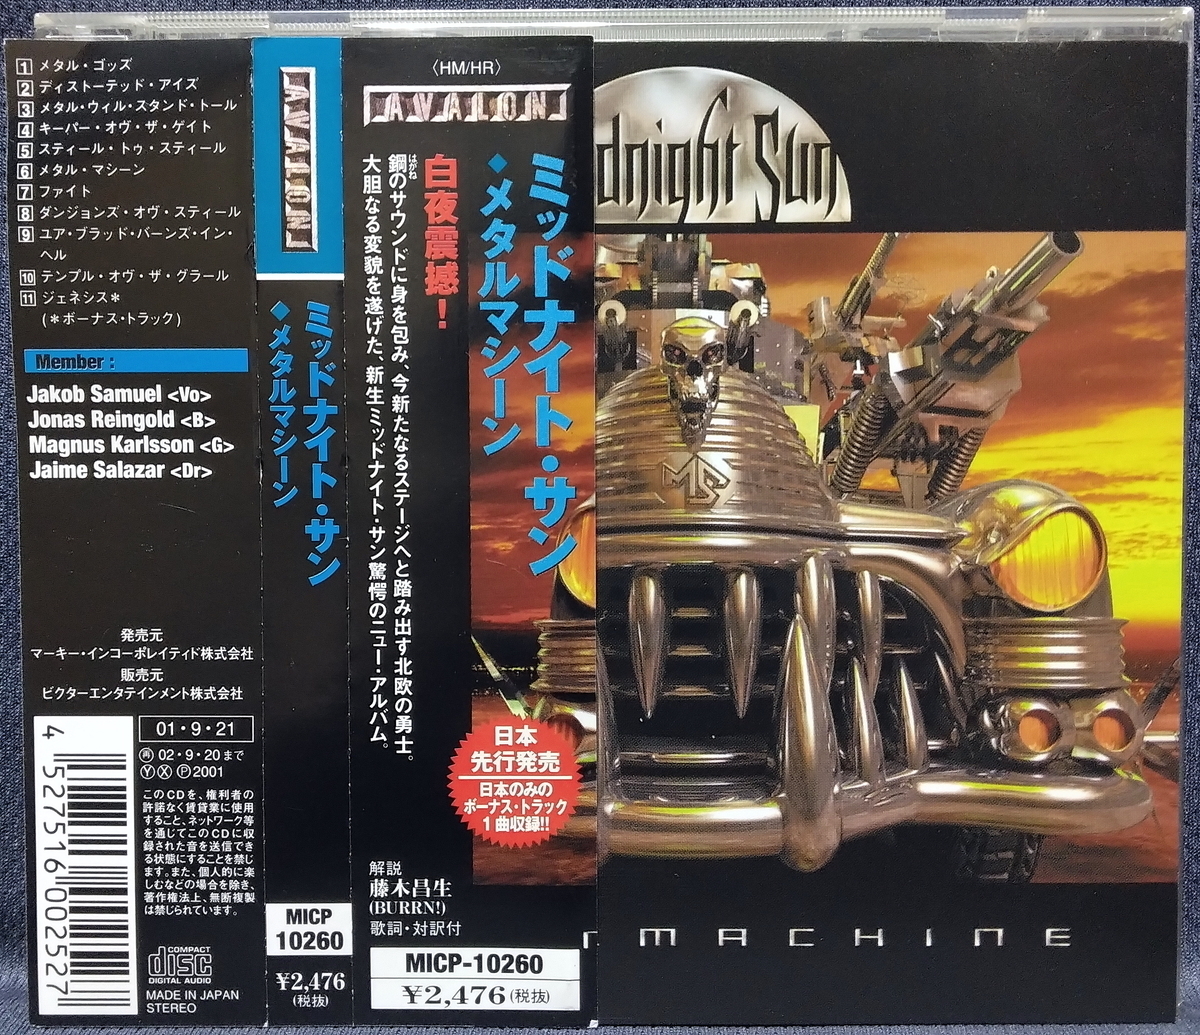 1 メタル・ゴッズ
2 ディストーテッド・アイズ
3 メタル・ウィル・スタンド・トール
4 キーパー・オヴ・ザ・ゲイト
5 スティール・トゥ・スティール
6 メタル・マシーン
7 ファイト
8 ダンジョンズ・オヴ・スティール
9 ユア・ブラッド・バーンズ・イン・
ヘル
10 テンプル・オヴ・ザ・グラール
11 ジェネシス*
(*ボーナス・トラック)
Member :
Jakob Samuel <Vo>
Jonas Reingold <B>
Magnus Karlsson <G>
Jaime Salazar <Dr>
発売元
マーキー・インコーポレイティド株式会社
販売元
ビクターエンタテインメント株式会社
4 527516 002527
01・9・21
再 02・9・20まで
Ⓨ Ⓧ Ⓟ2001
このCDを、権利者の
許諾なく賃貸業に使用
すること、ネットワーク等
を通じてこのCDに収
録された音を送信でき
る状態にすることを禁じ
ます。また、個人的に楽
しむなどの場合を除き、
著作権法上、無断複製
は禁じられています。
COMPACT
disc
DIGITAL AUDIO
MADE IN JAPAN
STEREO
AVALON
ミッドナイト・サン
◆メタルマシーン
MICP
10260
¥2,476
(税抜)
〈HM/HR〉
AVALON
ミッドナイト・サン
◆メタルマシーン
白夜震撼!
鋼のサウンドに身を包み、今新たなるステージへと踏み出す北欧の勇士。
はがね
大胆なる変貌を遂げた、新生ミッドナイト・サン驚愕のニュー・アルバム。
日本
先行発売
日本のみの
ボーナス・トラック
1曲収録!!
解説
藤木昌生
(BURRN!)
歌詞・対訳付
MICP-10260
¥2,476(税抜)
dnight Sun
MS
MACHINE